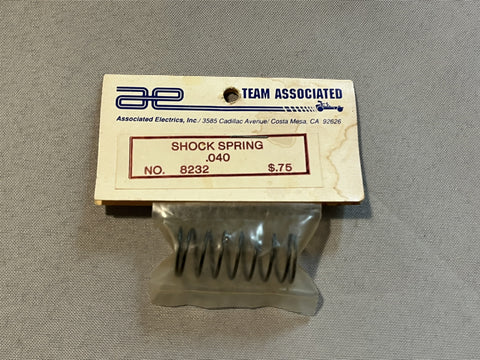 ae TEAM ASSOCIATED
Associated Electrics, Inc./3585 Cadillac Avenue/Costa Mesa, CA 92626
SHOCK SPRING
.040
NO. 8232 $.75